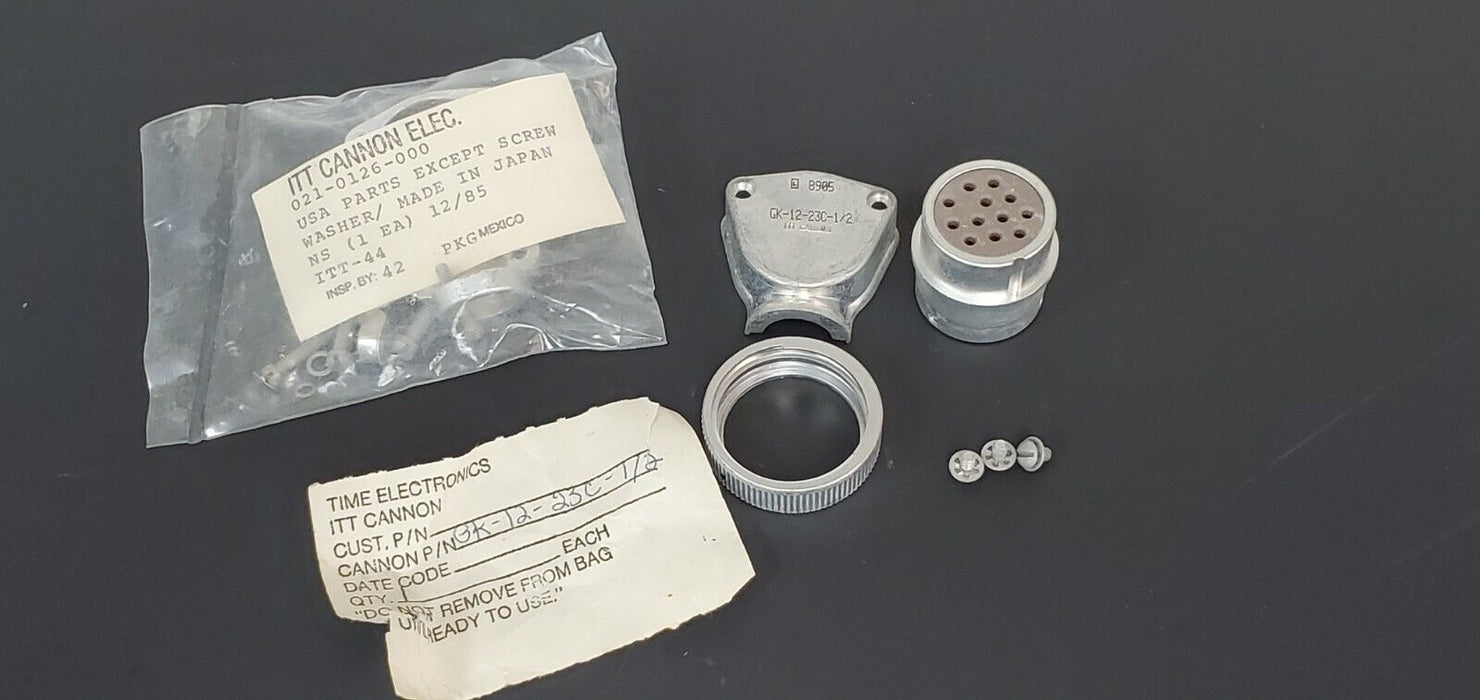 ITT CANNON ELEC.
021-0126-000
USA PARTS EXCEPT SCREW
WASHER/ MADE IN JAPAN
NS (1 EA) 12/85
ITT-44
INSP. BY: 42 PKG MEXICO
8905
GK-12-23C-1/2
ITT CANNON
TIME ELECTRONICS
ITT CANNON
CUST. P/N
CANNON P/N GK-12-23C-1/2
DATE CODE
QTY. EACH
"DO NOT REMOVE FROM BAG
UNTIL READY TO USE."